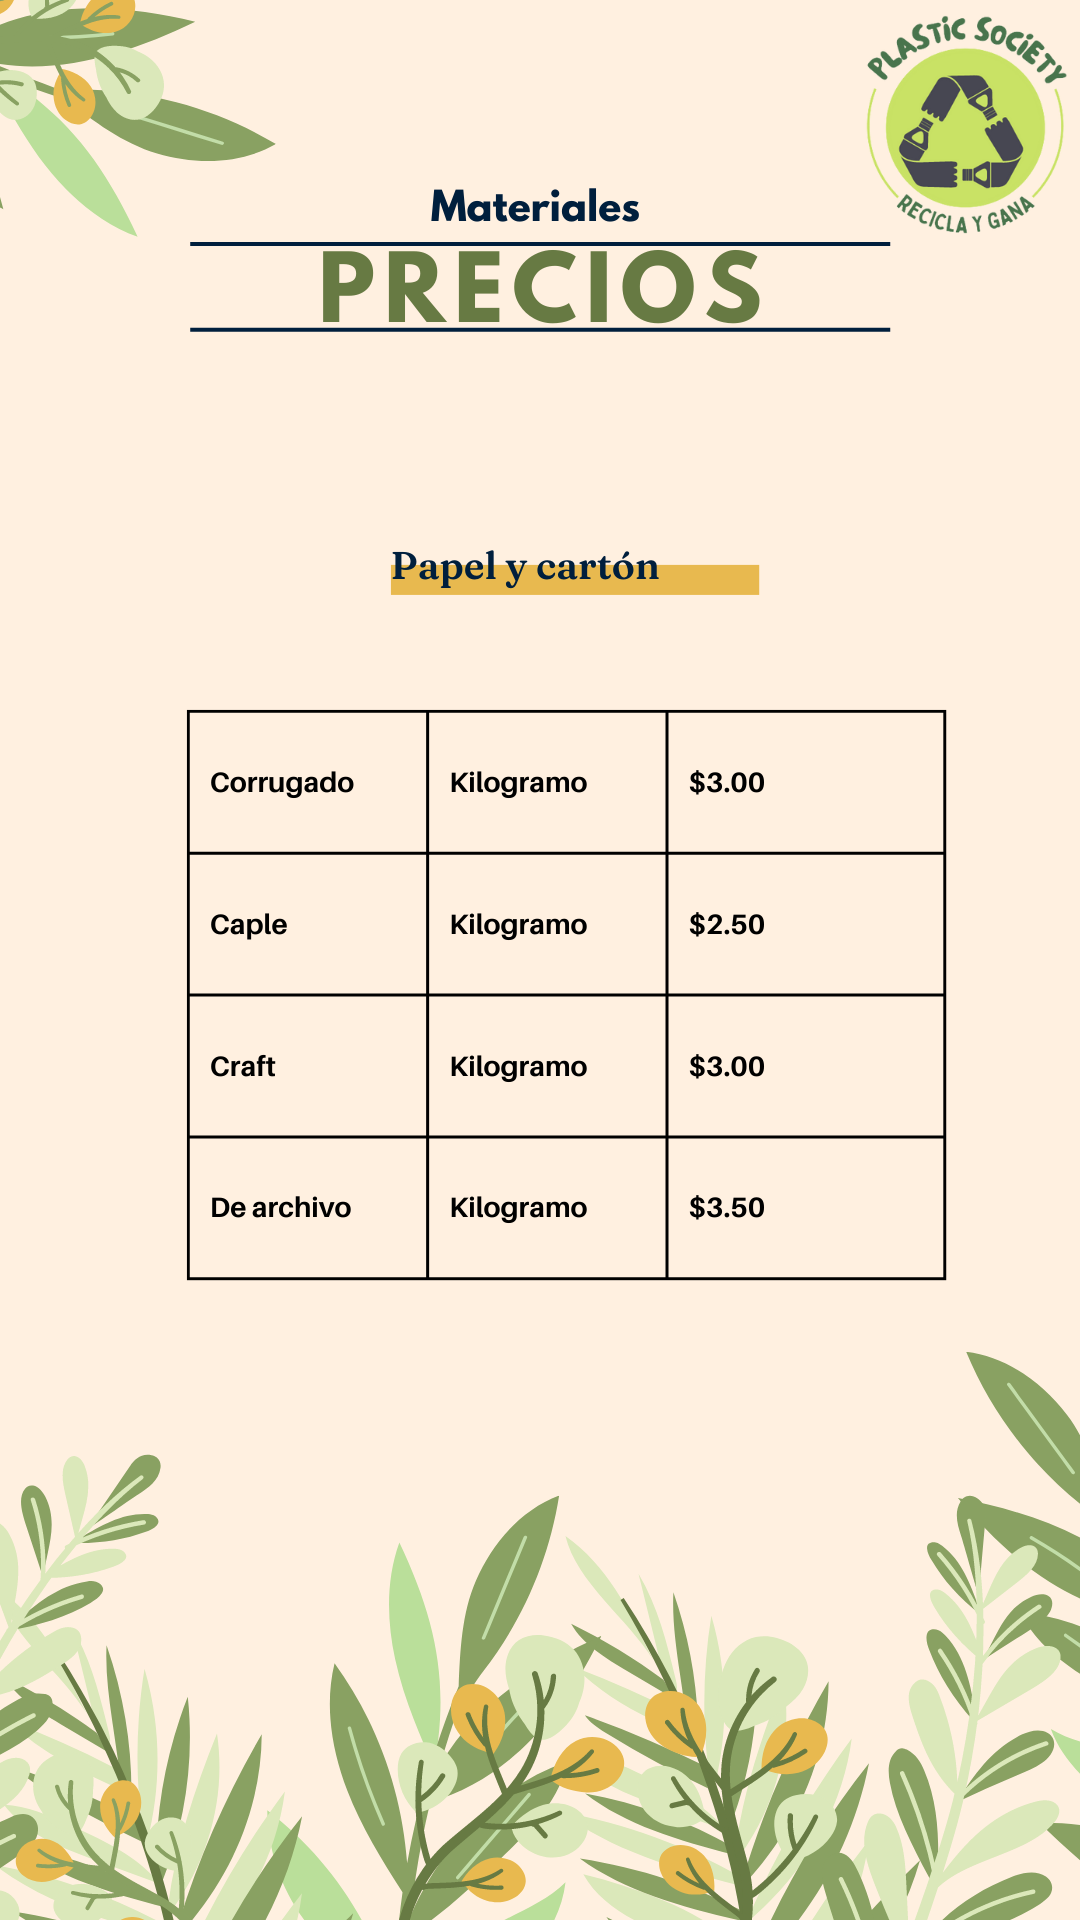 PLASTiC SOCiETY
RECICLA Y GANA
Materiales
PRECIOS
Papel y cartón
Corrugado Kilogramo $3.00
Caple Kilogramo $2.50
Craft Kilogramo $3.00
De archivo Kilogramo $3.50